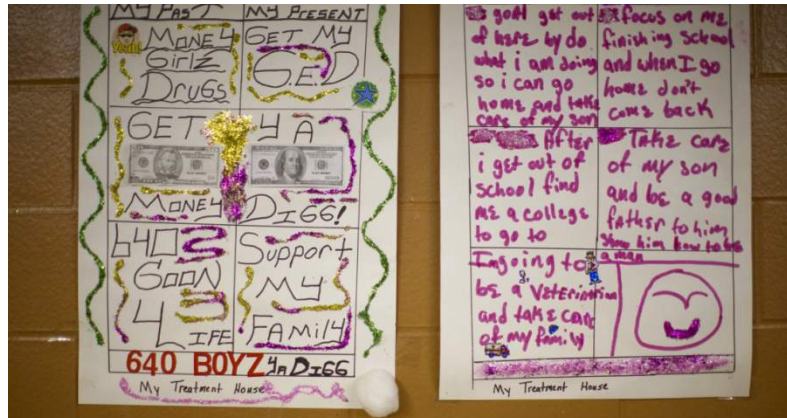 MY PAST
MY PRESENT
Yeah!
MONEY
GIRLZ
DRUGS
GET MY
G.E.D
GET
MONEY
YA
DIGG!
640
GOON
4
LIFE
SUPPORT
MY
FAMILY
640 BOYZ YA DIGG
My Treatment House
goal get out
of here by do
what i am doing
so i can go
home and take
care of my son
focus on me
finishing school
and when I go
home don't
come back
After
i get out of
school find
me a college
to go to
Take care
of my son
and be a good
father to him
show him how to be
a man
Im going to
be a veterinarian
and take care
of my family
My Treatment House